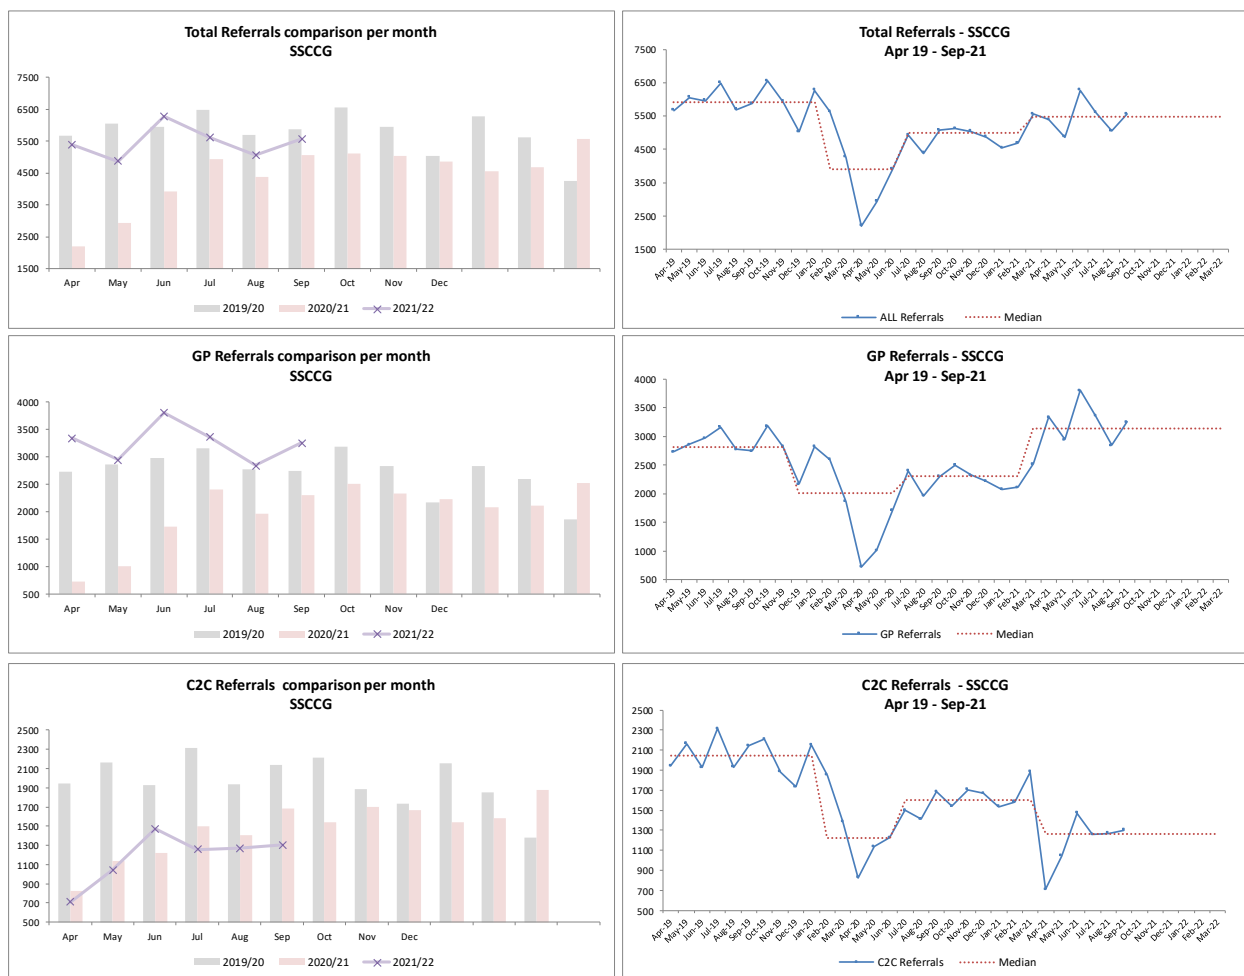 Total Referrals comparison per month
SSCCG
7500
6500
5500
4500
3500
2500
1500
Apr May Jun Jul Aug Sep Oct Nov Dec
2019/20 2020/21 2021/22
Total Referrals - SSCCG
Apr 19 - Sep-21
7500
6500
5500
4500
3500
2500
1500
Apr-19 May-19 Jun-19 Jul-19 Aug-19 Sep-19 Oct-19 Nov-19 Dec-19 Jan-20 Feb-20 Mar-20 Apr-20 May-20 Jun-20 Jul-20 Aug-20 Sep-20 Oct-20 Nov-20 Dec-20 Jan-21 Feb-21 Mar-21 Apr-21 May-21 Jun-21 Jul-21 Aug-21 Sep-21 Oct-21 Nov-21 Dec-21 Jan-22 Feb-22 Mar-22
ALL Referrals Median
GP Referrals comparison per month
SSCCG
4000
3500
3000
2500
2000
1500
1000
500
Apr May Jun Jul Aug Sep Oct Nov Dec
2019/20 2020/21 2021/22
GP Referrals - SSCCG
Apr 19 - Sep-21
4000
3500
3000
2500
2000
1500
1000
500
Apr-19 May-19 Jun-19 Jul-19 Aug-19 Sep-19 Oct-19 Nov-19 Dec-19 Jan-20 Feb-20 Mar-20 Apr-20 May-20 Jun-20 Jul-20 Aug-20 Sep-20 Oct-20 Nov-20 Dec-20 Jan-21 Feb-21 Mar-21 Apr-21 May-21 Jun-21 Jul-21 Aug-21 Sep-21 Oct-21 Nov-21 Dec-21 Jan-22 Feb-22 Mar-22
GP Referrals Median
C2C Referrals comparison per month
SSCCG
2500
2300
2100
1900
1700
1500
1300
1100
900
700
500
Apr May Jun Jul Aug Sep Oct Nov Dec
2019/20 2020/21 2021/22
C2C Referrals - SSCCG
Apr 19 - Sep-21
2500
2300
2100
1900
1700
1500
1300
1100
900
700
500
Apr-19 May-19 Jun-19 Jul-19 Aug-19 Sep-19 Oct-19 Nov-19 Dec-19 Jan-20 Feb-20 Mar-20 Apr-20 May-20 Jun-20 Jul-20 Aug-20 Sep-20 Oct-20 Nov-20 Dec-20 Jan-21 Feb-21 Mar-21 Apr-21 May-21 Jun-21 Jul-21 Aug-21 Sep-21 Oct-21 Nov-21 Dec-21 Jan-22 Feb-22 Mar-22
C2C Referrals Median